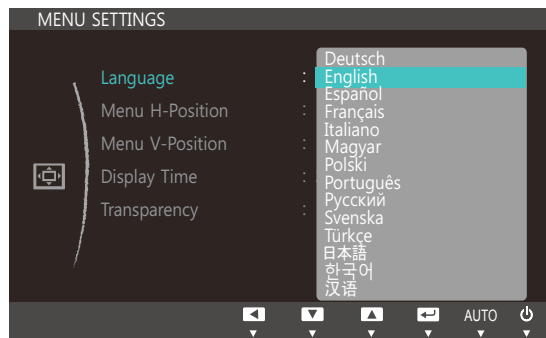 MENU SETTINGS
Language :
Menu H-Position :
Menu V-Position :
Display Time :
Transparency :
Deutsch
English
Español
Français
Italiano
Magyar
Polski
Português
Русский
Svenska
Türkçe
日本語
한국어
汉语
AUTO